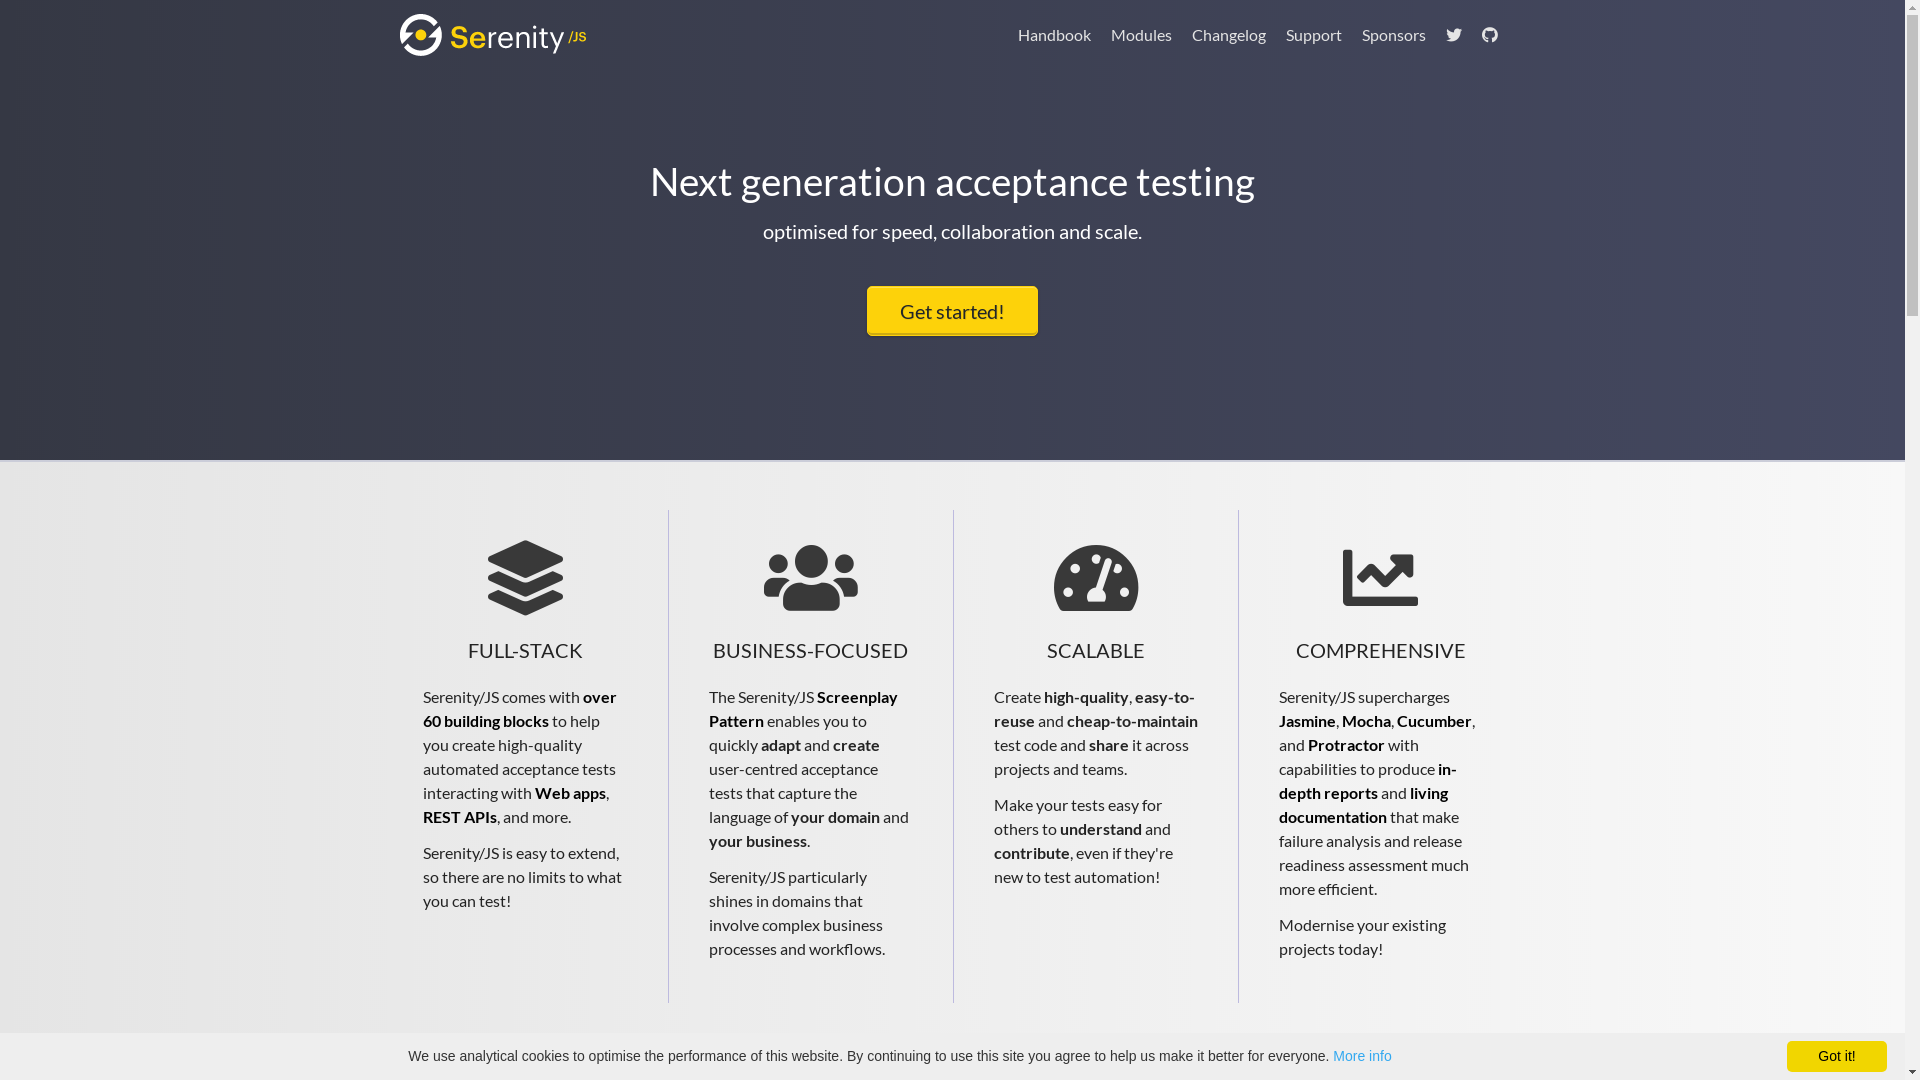 Serenity /JS
Handbook Modules Changelog Support Sponsors
Next generation acceptance testing
optimised for speed, collaboration and scale.
Get started!
FULL-STACK
Serenity/JS comes with over
60 building blocks to help
you create high-quality
automated acceptance tests
interacting with Web apps,
REST APIs, and more.
Serenity/JS is easy to extend,
so there are no limits to what
you can test!
BUSINESS-FOCUSED
The Serenity/JS Screenplay
Pattern enables you to
quickly adapt and create
user-centred acceptance
tests that capture the
language of your domain and
your business.
Serenity/JS particularly
shines in domains that
involve complex business
processes and workflows.
SCALABLE
Create high-quality, easy-to-
reuse and cheap-to-maintain
test code and share it across
projects and teams.
Make your tests easy for
others to understand and
contribute, even if they're
new to test automation!
COMPREHENSIVE
Serenity/JS supercharges
Jasmine, Mocha, Cucumber,
and Protractor with
capabilities to produce in-
depth reports and living
documentation that make
failure analysis and release
readiness assessment much
more efficient.
Modernise your existing
projects today!
We use analytical cookies to optimise the performance of this website. By continuing to use this site you agree to help us make it better for everyone. More info
Got it!